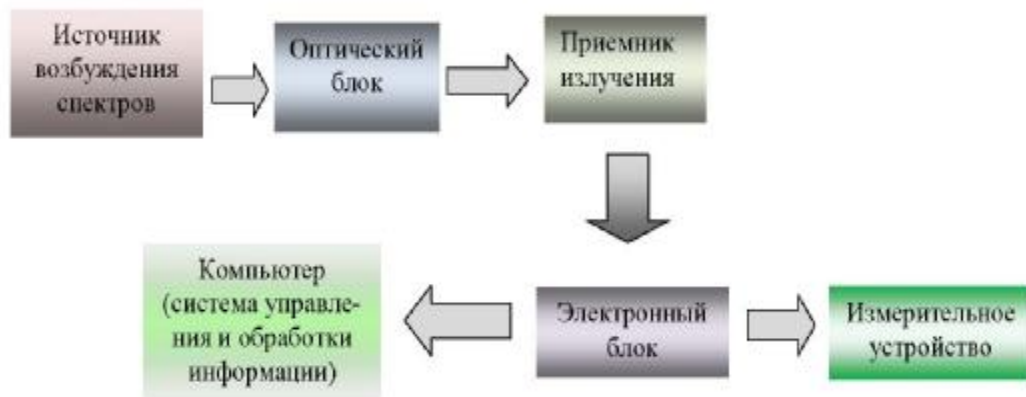 Источник
возбуждения
спектров
Оптический
блок
Приемник
излучения
Компьютер
(система управле-
ния и обработки
информации)
Электронный
блок
Измерительное
устройство